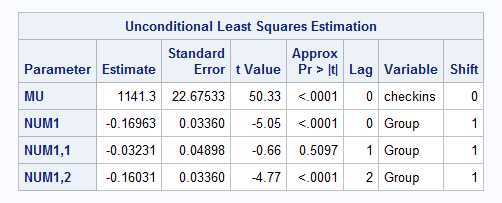 Unconditional Least Squares Estimation
Parameter Estimate Standard Error t Value Approx Pr > |t| Lag Variable Shift
MU 1141.3 22.67533 50.33 <.0001 0 checkins 0
NUM1 -0.16963 0.03360 -5.05 <.0001 0 Group 1
NUM1,1 -0.03231 0.04898 -0.66 0.5097 1 Group 1
NUM1,2 -0.16031 0.03360 -4.77 <.0001 2 Group 1